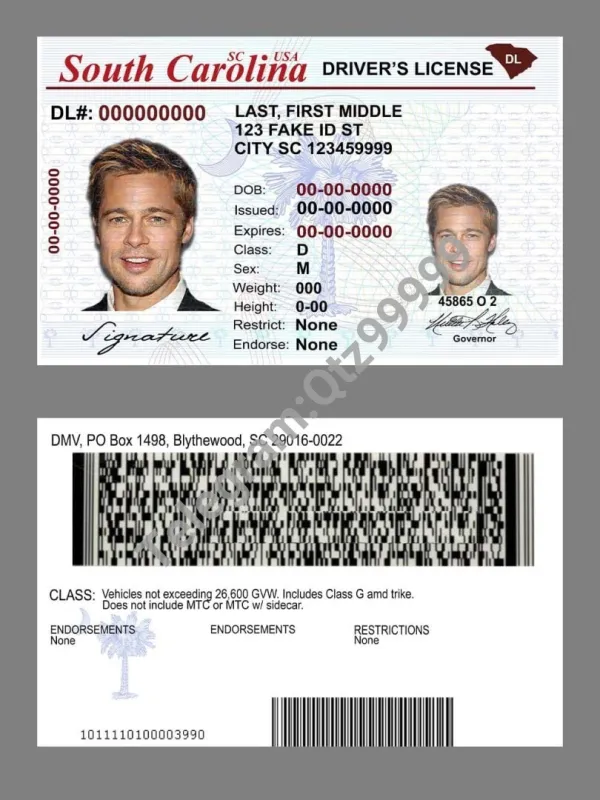 SC USA
South Carolina DRIVER'S LICENSE DL
DL#: 000000000
LAST, FIRST MIDDLE
123 FAKE ID ST
CITY SC 123459999
00-00-0000
DOB: 00-00-0000
Issued: 00-00-0000
Expires: 00-00-0000
Class: D
Sex: M
Weight: 000
Height: 0-00
Restrict: None
Endorse: None
Signature
45865 O 2
Governor
Telegram:Qtz99999
DMV, PO Box 1498, Blythewood, SC 29016-0022
CLASS: Vehicles not exceeding 26,600 GVW. Includes Class G amd trike.
Does not include MTC or MTC w/ sidecar.
ENDORSEMENTS ENDORSEMENTS RESTRICTIONS
None None
1011110100003990